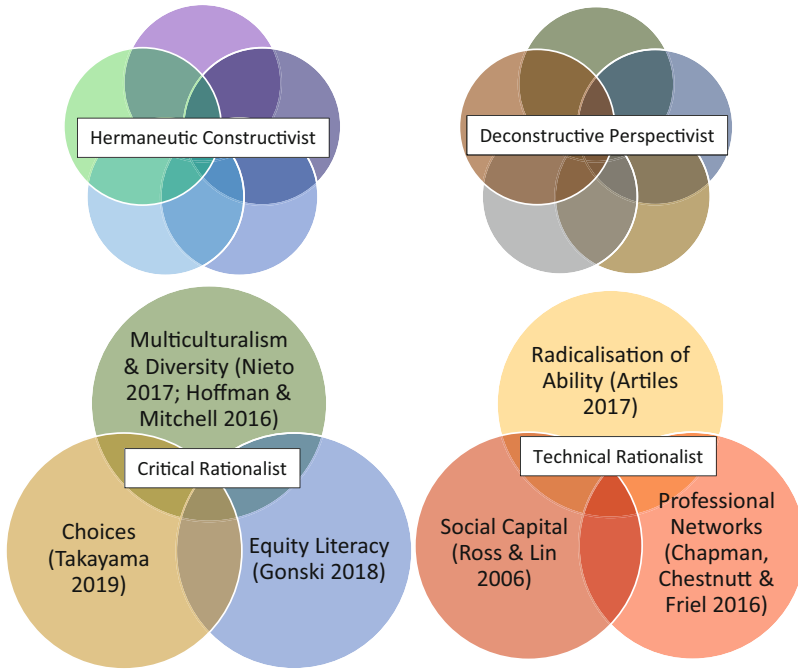 Hermaneutic Constructivist
Deconstructive Perspectivist
Multiculturalism
& Diversity (Nieto
2017; Hoffman &
Mitchell 2016)
Critical Rationalist
Choices
(Takayama
2019)
Equity Literacy
(Gonski 2018)
Radicalisation of
Ability (Artiles
2017)
Technical Rationalist
Social Capital
(Ross & Lin
2006)
Professional
Networks
(Chapman,
Chestnutt &
Friel 2016)